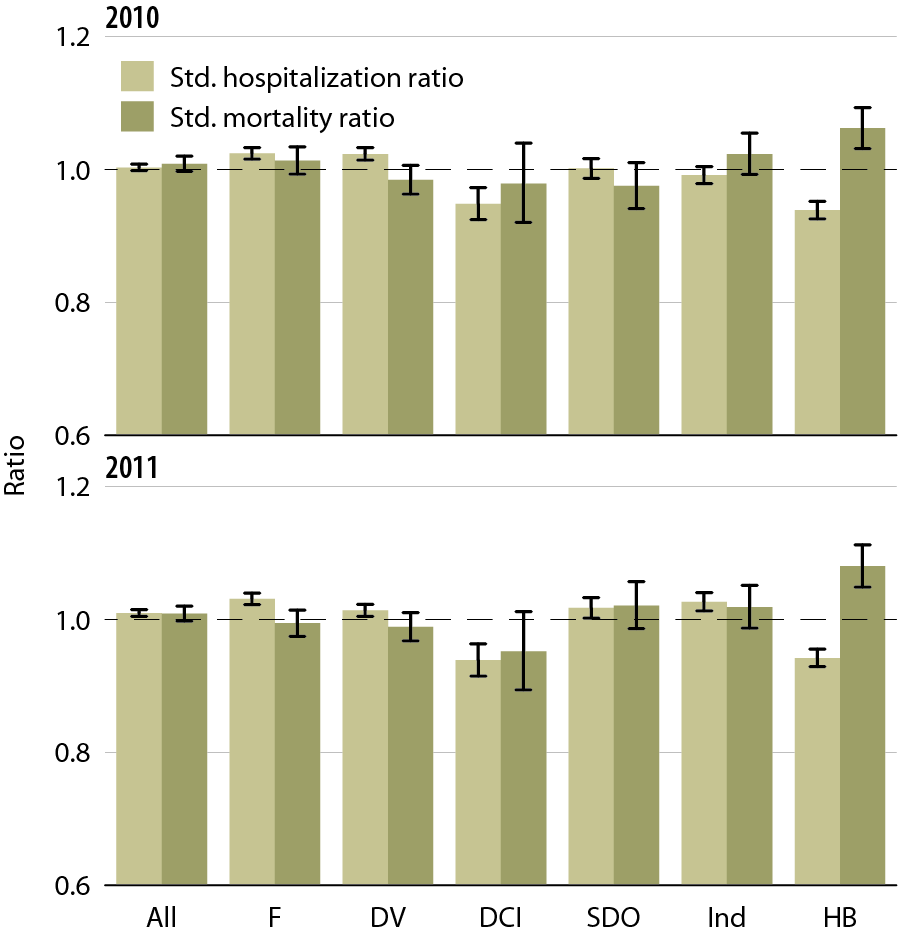 2010
1.2
Std. hospitalization ratio
Std. mortality ratio
1.0
0.8
0.6
Ratio
2011
1.2
1.0
0.8
0.6
All F DV DCI SDO Ind HB